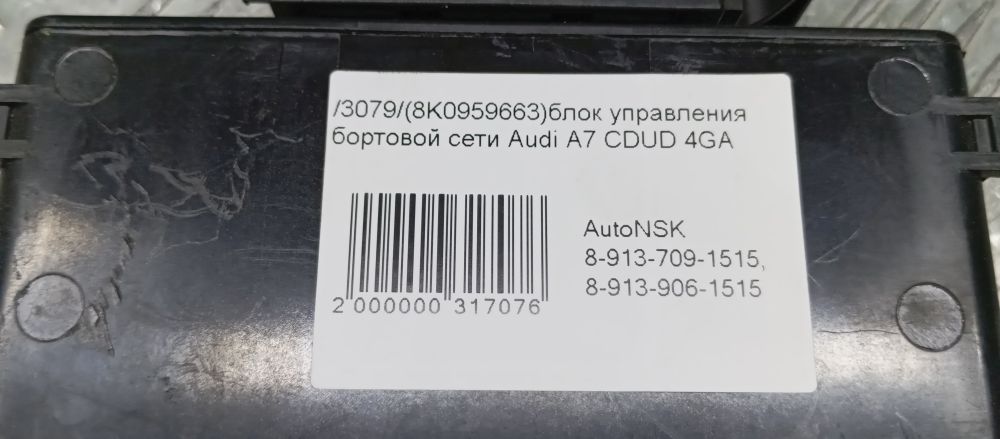 /3079/(8K0959663)блок управления
бортовой сети Audi A7 CDUD 4GA
AutoNSK
8-913-709-1515,
8-913-906-1515
2 000000 317076